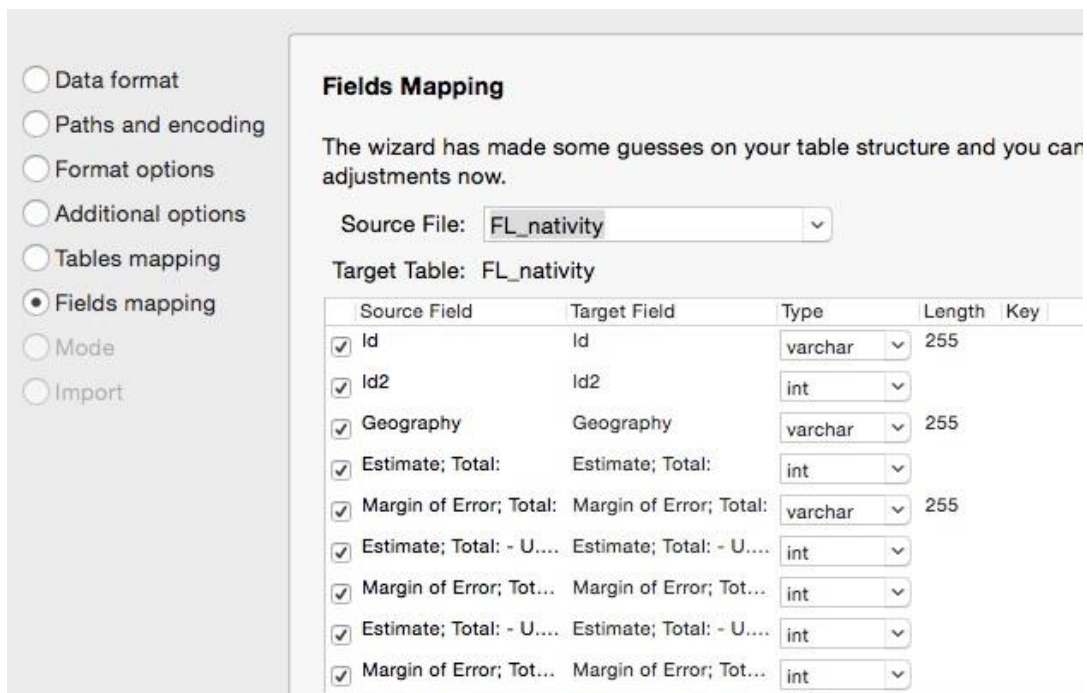 Data format
Paths and encoding
Format options
Additional options
Tables mapping
Fields mapping
Mode
Import
Fields Mapping
The wizard has made some guesses on your table structure and you can
adjustments now.
Source File: FL_nativity
Target Table: FL_nativity
Source Field Target Field Type Length Key
Id Id varchar 255
Id2 Id2 int
Geography Geography varchar 255
Estimate; Total: Estimate; Total: int
Margin of Error; Total: Margin of Error; Total: varchar 255
Estimate; Total: - U.... Estimate; Total: - U.... int
Margin of Error; Tot... Margin of Error; Tot... int
Estimate; Total: - U.... Estimate; Total: - U.... int
Margin of Error; Tot... Margin of Error; Tot... int